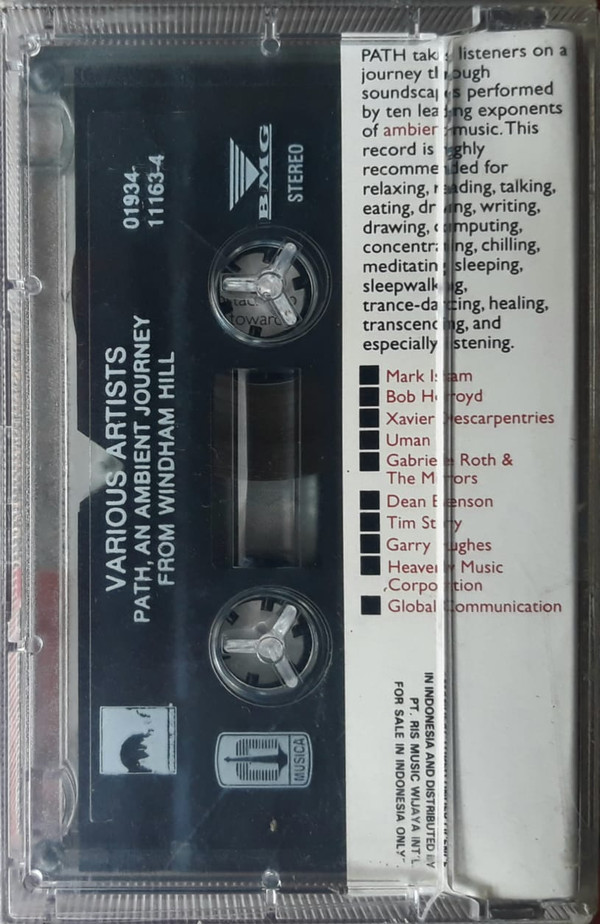 PATH takes listeners on a
journey through
soundscapes performed
by ten leading exponents
of ambient music. This
record is highly
recommended for
relaxing, reading, talking,
eating, driving, writing,
drawing, computing,
concentrating, chilling,
meditating sleeping,
sleepwalking,
trance-dancing, healing,
transcending, and
especially listening.
Mark Isham
Bob Holroyd
Xavier Descarpentries
Uman
Gabrielle Roth &
The Mirrors
Dean Evenson
Tim Story
Garry Hughes
Heavenly Music
Corporation
Global Communication
IN INDONESIA AND DISTRIBUTED BY
PT. RIS MUSIC WIJAYA INT'L
FOR SALE IN INDONESIA ONLY
VARIOUS ARTISTS
PATH, AN AMBIENT JOURNEY
FROM WINDHAM HILL
01934-
11163-4
BMG
STEREO
MUSICA
towar